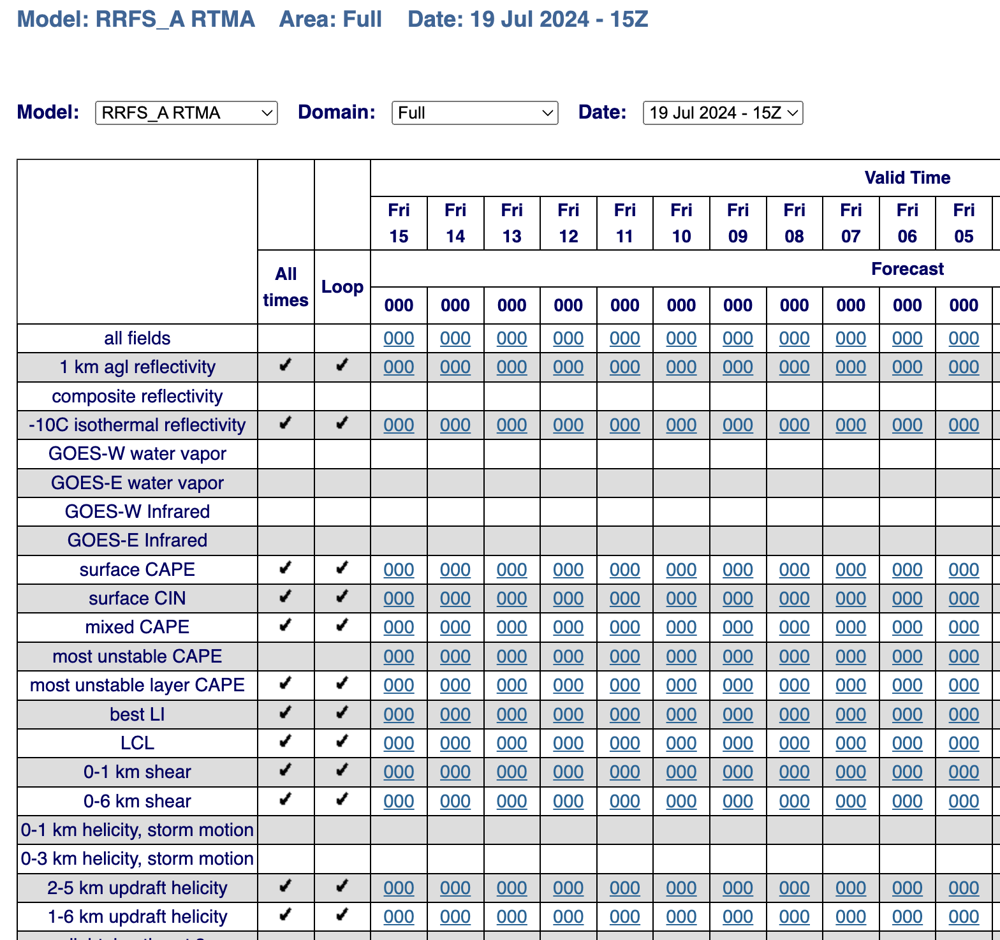 Model: RRFS_A RTMA Area: Full Date: 19 Jul 2024 - 15Z
Model: RRFS_A RTMA Domain: Full Date: 19 Jul 2024 - 15Z
Valid Time
Fri Fri Fri Fri Fri Fri Fri Fri Fri Fri Fri
15 14 13 12 11 10 09 08 07 06 05
All times Loop Forecast
000 000 000 000 000 000 000 000 000 000 000
all fields 000 000 000 000 000 000 000 000 000 000 000
1 km agl reflectivity ✔ ✔ 000 000 000 000 000 000 000 000 000 000 000
composite reflectivity
-10C isothermal reflectivity ✔ ✔ 000 000 000 000 000 000 000 000 000 000 000
GOES-W water vapor
GOES-E water vapor
GOES-W Infrared
GOES-E Infrared
surface CAPE ✔ ✔ 000 000 000 000 000 000 000 000 000 000 000
surface CIN ✔ ✔ 000 000 000 000 000 000 000 000 000 000 000
mixed CAPE ✔ ✔ 000 000 000 000 000 000 000 000 000 000 000
most unstable CAPE 000 000 000 000 000 000 000 000 000 000 000
most unstable layer CAPE ✔ ✔ 000 000 000 000 000 000 000 000 000 000 000
best LI ✔ ✔ 000 000 000 000 000 000 000 000 000 000 000
LCL ✔ ✔ 000 000 000 000 000 000 000 000 000 000 000
0-1 km shear ✔ ✔ 000 000 000 000 000 000 000 000 000 000 000
0-6 km shear ✔ ✔ 000 000 000 000 000 000 000 000 000 000 000
0-1 km helicity, storm motion
0-3 km helicity, storm motion
2-5 km updraft helicity ✔ ✔ 000 000 000 000 000 000 000 000 000 000 000
1-6 km updraft helicity ✔ ✔ 000 000 000 000 000 000 000 000 000 000 000